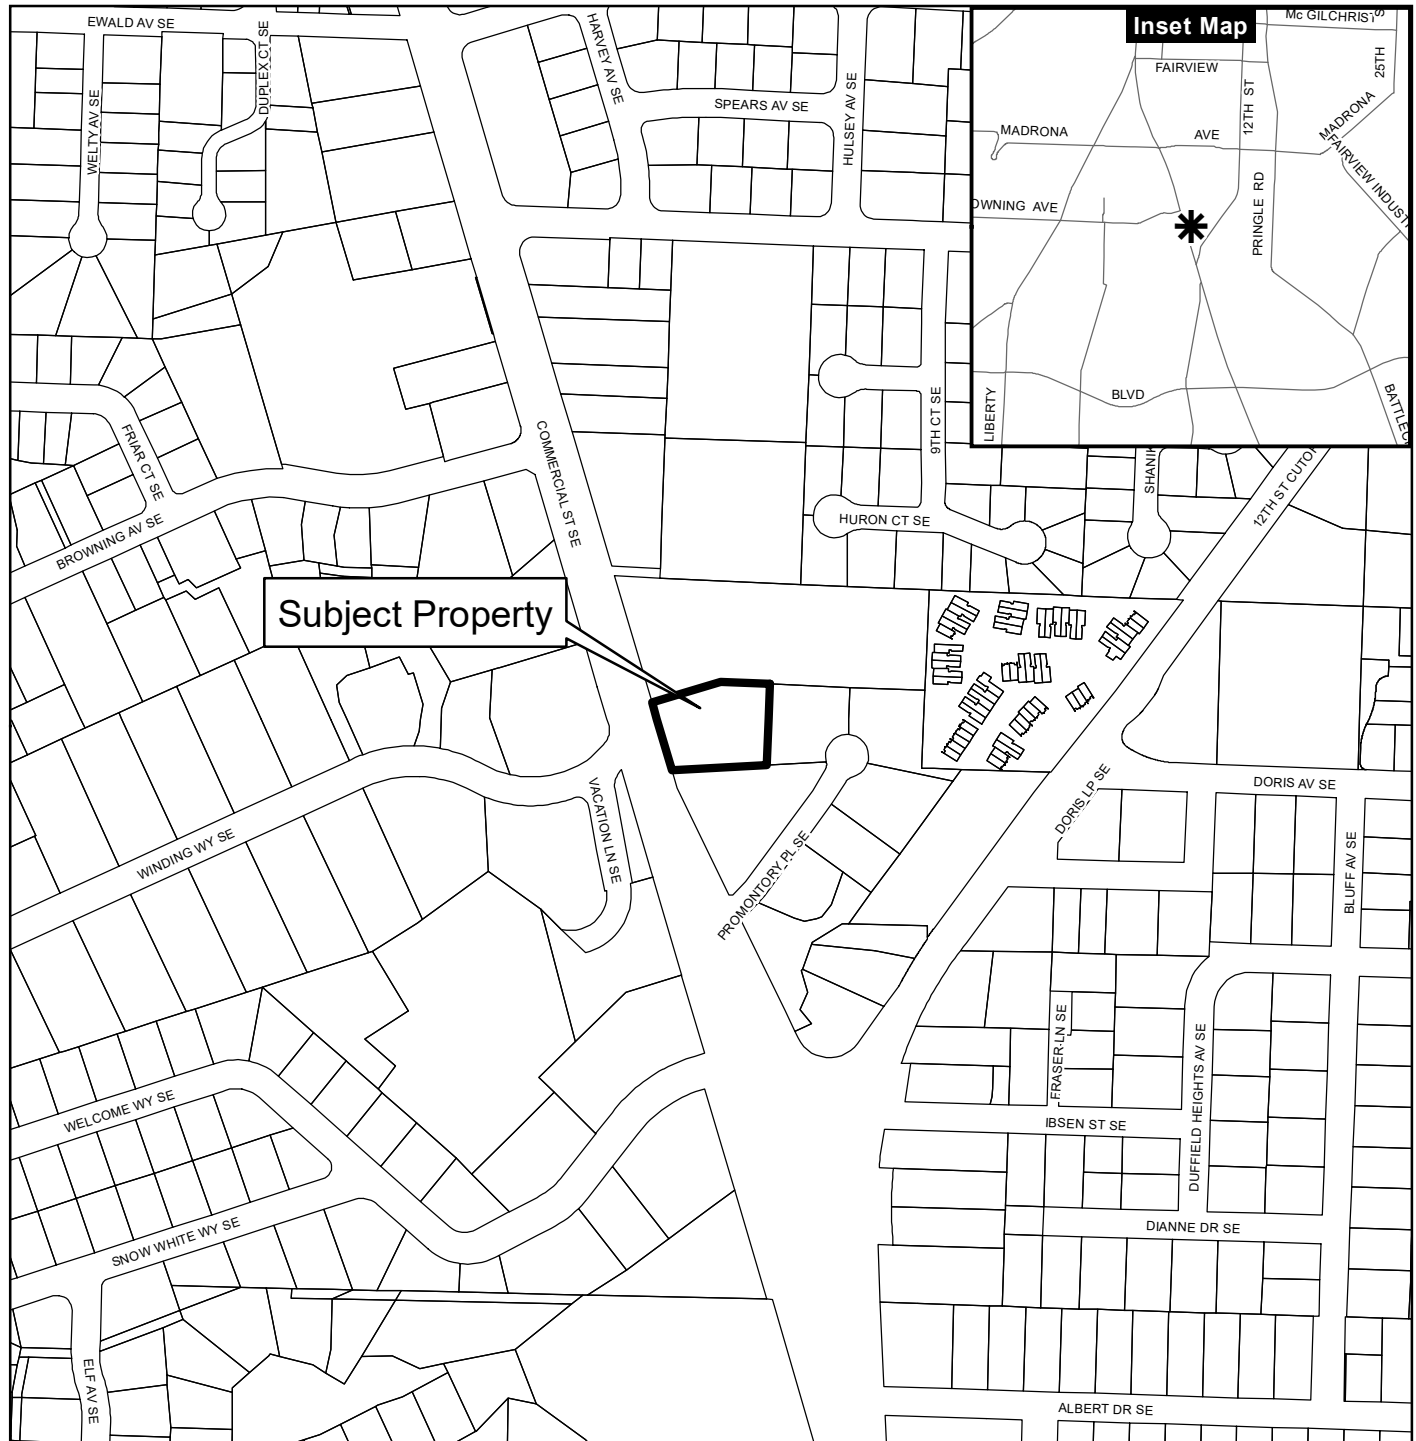 EWALD AV SE
DUPLEX CT SE
HARVEY AV SE
WELTY AV SE
SPEARS AV SE
HULSEY AV SE
Inset Map
Mc GILCHRIST S
FAIRVIEW
12TH ST
25TH
MADRONA
AVE
MADRONA
FAIRVIEW INDUST
OWNING AVE
PRINGLE RD
BLVD
LIBERTY
BATTLEC
FRIAR CT SE
COMMERCIAL ST SE
9TH CT SE
SHANIK
12TH ST CUTOF
HURON CT SE
BROWNING AV SE
Subject Property
VACATION LN SE
WINDING WY SE
PROMONTORY PL SE
DORIS LP SE
DORIS AV SE
BLUFF AV SE
FRASER LN SE
DUFFIELD HEIGHTS AV SE
WELCOME WY SE
IBSEN ST SE
SNOW WHITE WY SE
DIANNE DR SE
ELF AV SE
ALBERT DR SE